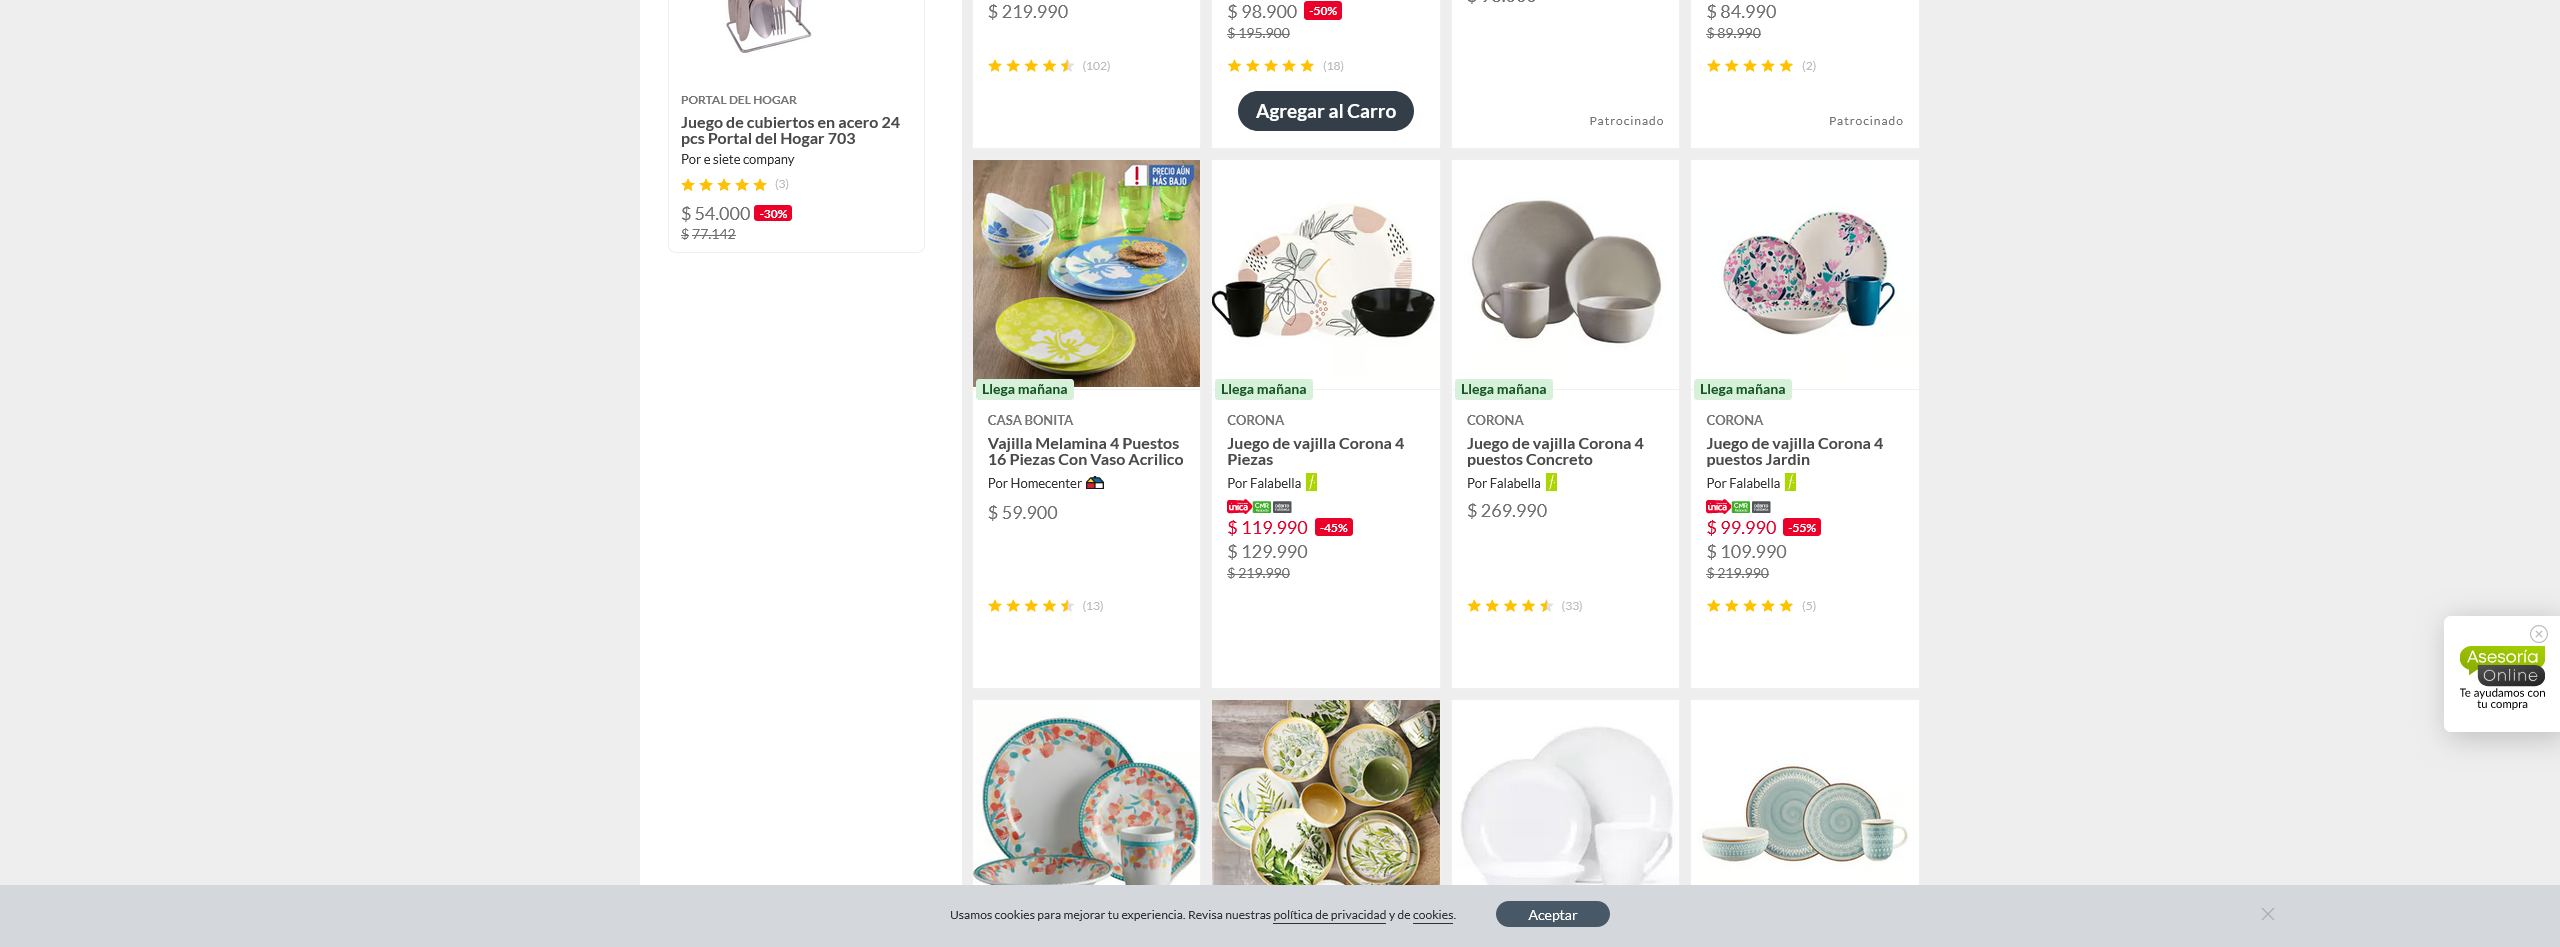 PORTAL DEL HOGAR
Juego de cubiertos en acero 24
pcs Portal del Hogar 703
Por e siete company
(3)
$ 54.000 -30%
$ 77.142
$ 219.990
(102)
$ 98.900 -50%
$ 195.900
(18)
Agregar al Carro
Patrocinado
$ 84.990
$ 89.990
(2)
Patrocinado
! PRECIO AÚN
MÁS BAJO
Llega mañana
CASA BONITA
Vajilla Melamina 4 Puestos
16 Piezas Con Vaso Acrilico
Por Homecenter
$ 59.900
(13)
Llega mañana
CORONA
Juego de vajilla Corona 4
Piezas
Por Falabella
unica CMR
$ 119.990 -45%
$ 129.990
$ 219.990
Llega mañana
CORONA
Juego de vajilla Corona 4
puestos Concreto
Por Falabella
$ 269.990
(33)
Llega mañana
CORONA
Juego de vajilla Corona 4
puestos Jardin
Por Falabella
unica CMR
$ 99.990 -55%
$ 109.990
$ 219.990
(5)
Asesoría
Online
Te ayudamos con
tu compra
Usamos cookies para mejorar tu experiencia. Revisa nuestras política de privacidad y de cookies.
Aceptar